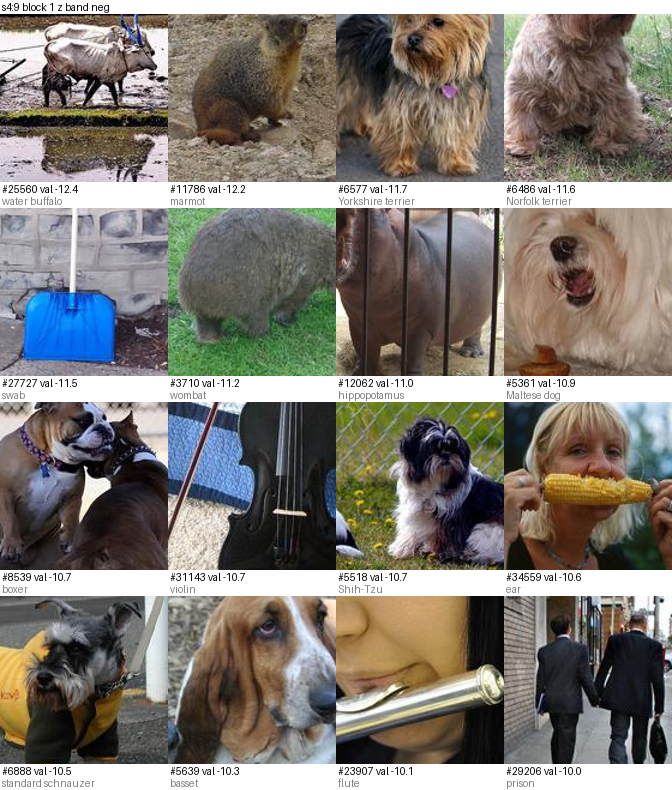 s4:9 block 1 z band neg
#25560 val -12.4
water buffalo
#11786 val -12.2
marmot
#6577 val -11.7
Yorkshire terrier
#6486 val -11.6
Norfolk terrier
#27727 val -11.5
swab
#3710 val -11.2
wombat
#12062 val -11.0
hippopotamus
#5361 val -10.9
Maltese dog
#8539 val -10.7
boxer
#31143 val -10.7
violin
#5518 val -10.7
Shih-Tzu
#34559 val -10.6
ear
#6888 val -10.5
standard schnauzer
#5639 val -10.3
basset
#23907 val -10.1
flute
#29206 val -10.0
prison